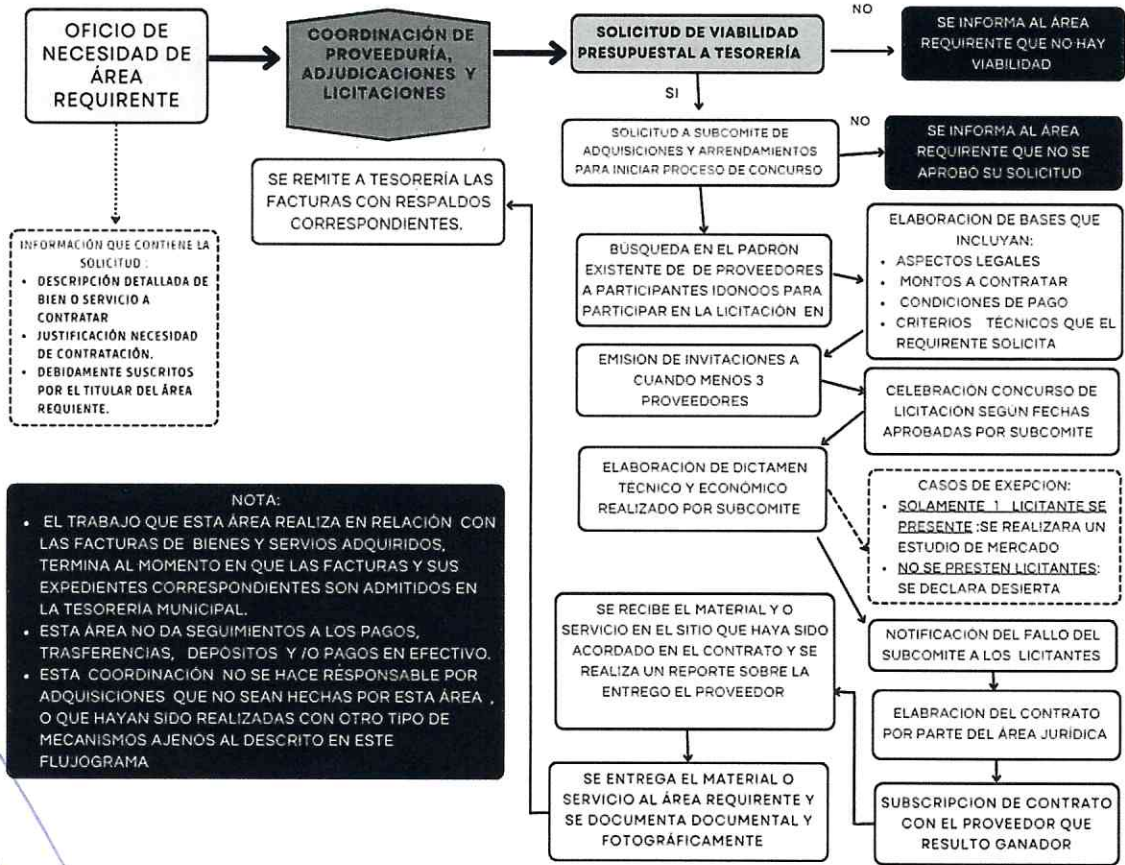 OFICIO DE
NECESIDAD DE
ÁREA
REQUIRENTE
COORDINACIÓN DE
PROVEEDURÍA,
ADJUDICACIONES Y
LICITACIONES
SOLICITUD DE VIABILIDAD
PRESUPUESTAL A TESORERÍA
NO
SE INFORMA AL ÁREA
REQUIRENTE QUE NO HAY
VIABILIDAD
SI
SOLICITUD A SUBCOMITE DE
ADQUISICIONES Y ARRENDAMIENTOS
PARA INICIAR PROCESO DE CONCURSO
NO
SE INFORMA AL ÁREA
REQUIRENTE QUE NO SE
APROBÓ SU SOLICITUD
SE REMITE A TESORERÍA LAS
FACTURAS CON RESPALDOS
CORRESPONDIENTES.
INFORMACIÓN QUE CONTIENE LA
SOLICITUD :
• DESCRIPCIÓN DETALLADA DE
BIEN O SERVICIO A
CONTRATAR
• JUSTIFICACIÓN NECESIDAD
DE CONTRATACIÓN.
• DEBIDAMENTE SUSCRITOS
POR EL TITULAR DEL ÁREA
REQUIENTE.
BÚSQUEDA EN EL PADRÓN
EXISTENTE DE DE PROVEEDORES
A PARTICIPANTES IDONOOS PARA
PARTICIPAR EN LA LICITACIÓN EN
ELABORACION DE BASES QUE
INCLUYAN:
• ASPECTOS LEGALES
• MONTOS A CONTRATAR
• CONDICIONES DE PAGO
• CRITERIOS TÉCNICOS QUE EL
REQUIRENTE SOLICITA
EMISION DE INVITACIONES A
CUANDO MENOS 3
PROVEEDORES
CELEBRACIÓN CONCURSO DE
LICITACIÓN SEGÚN FECHAS
APROBADAS POR SUBCOMITE
ELABORACIÓN DE DICTAMEN
TÉCNICO Y ECONÓMICO
REALIZADO POR SUBCOMITE
CASOS DE EXEPCION:
• SOLAMENTE 1 LICITANTE SE
PRESENTE :SE REALIZARA UN
ESTUDIO DE MERCADO
• NO SE PRESTEN LICITANTES:
SE DECLARA DESIERTA
NOTA:
• EL TRABAJO QUE ESTA ÁREA REALIZA EN RELACIÓN CON
LAS FACTURAS DE BIENES Y SERVIOS ADQUIRIDOS,
TERMINA AL MOMENTO EN QUE LAS FACTURAS Y SUS
EXPEDIENTES CORRESPONDIENTES SON ADMITIDOS EN
LA TESORERÍA MUNICIPAL.
• ESTA ÁREA NO DA SEGUIMIENTOS A LOS PAGOS,
TRASFERENCIAS, DEPÓSITOS Y /O PAGOS EN EFECTIVO.
• ESTA COORDINACIÓN NO SE HACE RESPONSABLE POR
ADQUISICIONES QUE NO SEAN HECHAS POR ESTA ÁREA ,
O QUE HAYAN SIDO REALIZADAS CON OTRO TIPO DE
MECANISMOS AJENOS AL DESCRITO EN ESTE
FLUJOGRAMA
SE RECIBE EL MATERIAL Y O
SERVICIO EN EL SITIO QUE HAYA SIDO
ACORDADO EN EL CONTRATO Y SE
REALIZA UN REPORTE SOBRE LA
ENTREGO EL PROVEEDOR
NOTIFICACIÓN DEL FALLO DEL
SUBCOMITE A LOS LICITANTES
ELABRACION DEL CONTRATO
POR PARTE DEL ÁREA JURÍDICA
SE ENTREGA EL MATERIAL O
SERVICIO AL ÁREA REQUIRENTE Y
SE DOCUMENTA DOCUMENTAL Y
FOTOGRÁFICAMENTE
SUBSCRIPCION DE CONTRATO
CON EL PROVEEDOR QUE
RESULTO GANADOR